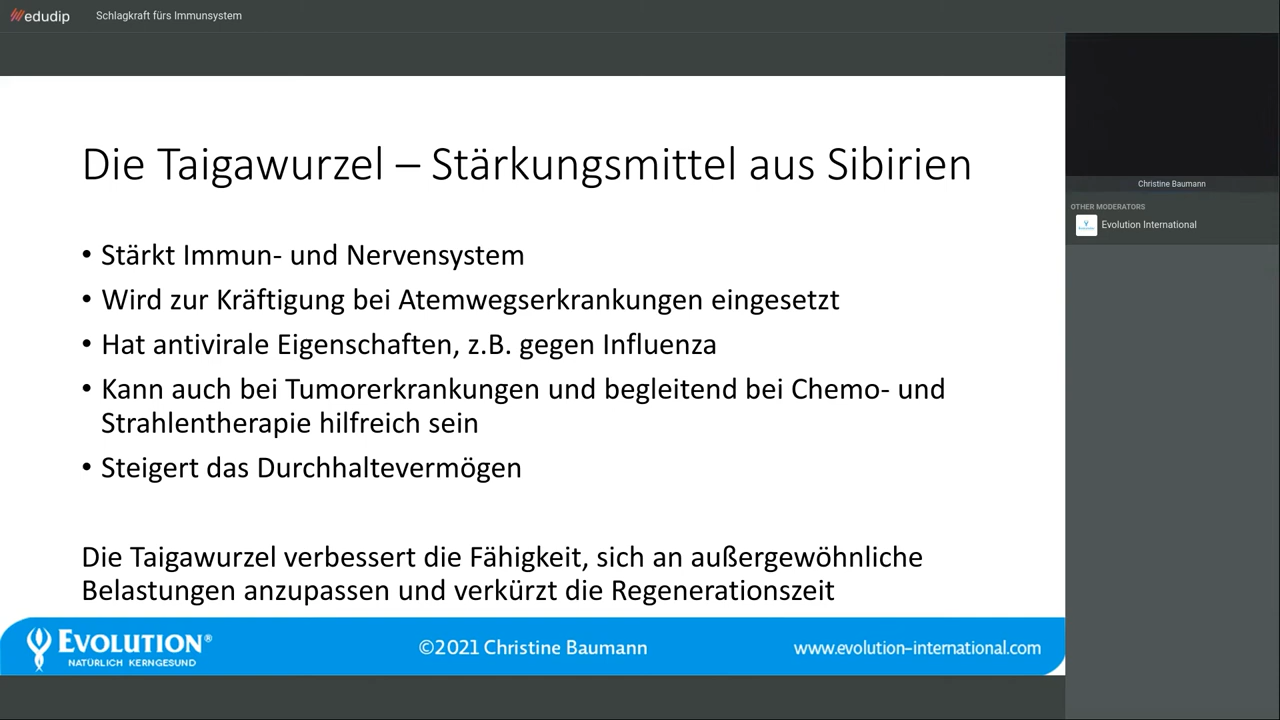 edudip
Schlagkraft fürs Immunsystem
Die Taigawurzel – Stärkungsmittel aus Sibirien
• Stärkt Immun- und Nervensystem
• Wird zur Kräftigung bei Atemwegserkrankungen eingesetzt
• Hat antivirale Eigenschaften, z.B. gegen Influenza
• Kann auch bei Tumorerkrankungen und begleitend bei Chemo- und
Strahlentherapie hilfreich sein
• Steigert das Durchhaltevermögen
Die Taigawurzel verbessert die Fähigkeit, sich an außergewöhnliche
Belastungen anzupassen und verkürzt die Regenerationszeit
EVOLUTION®
NATÜRLICH KERNGESUND
©2021 Christine Baumann
www.evolution-international.com
Christine Baumann
OTHER MODERATORS
Evolution International